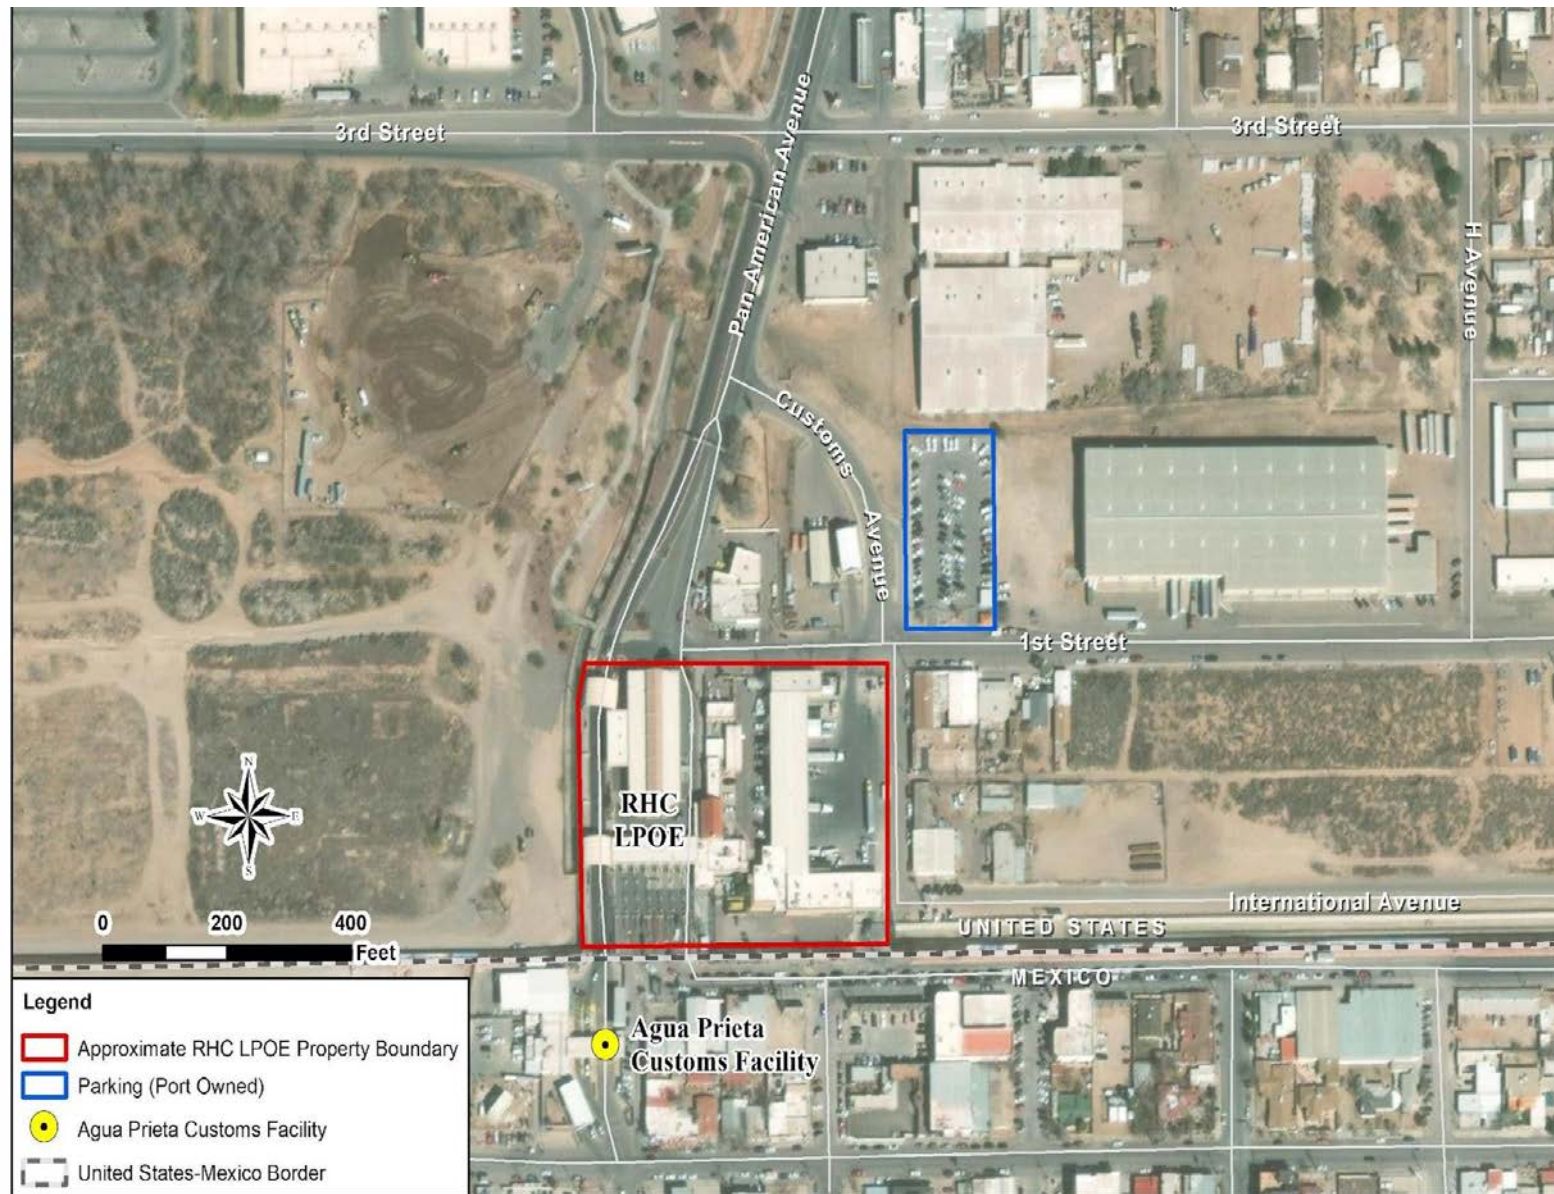 3rd Street
3rd Street
Pan American Avenue
H Avenue
Customs
Avenue
1st Street
RHC
LPOE
N
W
E
S
0 200 400
Feet
International Avenue
UNITED STATES
MEXICO
Agua Prieta
Customs Facility
Legend
Approximate RHC LPOE Property Boundary
Parking (Port Owned)
Agua Prieta Customs Facility
United States-Mexico Border